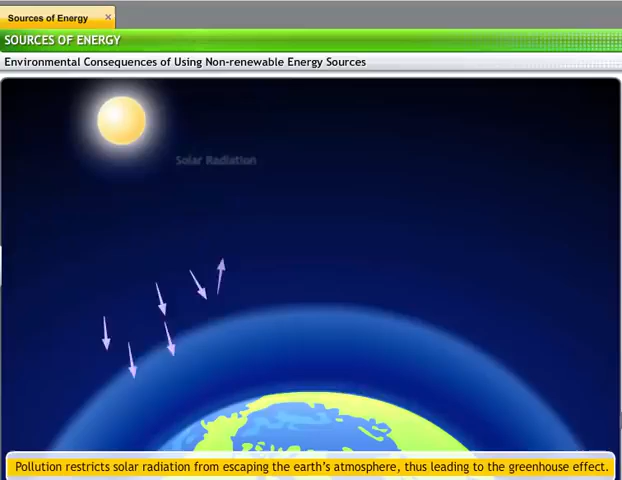 Sources of Energy
SOURCES OF ENERGY
Environmental Consequences of Using Non-renewable Energy Sources
Solar Radiation
Pollution restricts solar radiation from escaping the earth's atmosphere, thus leading to the greenhouse effect.